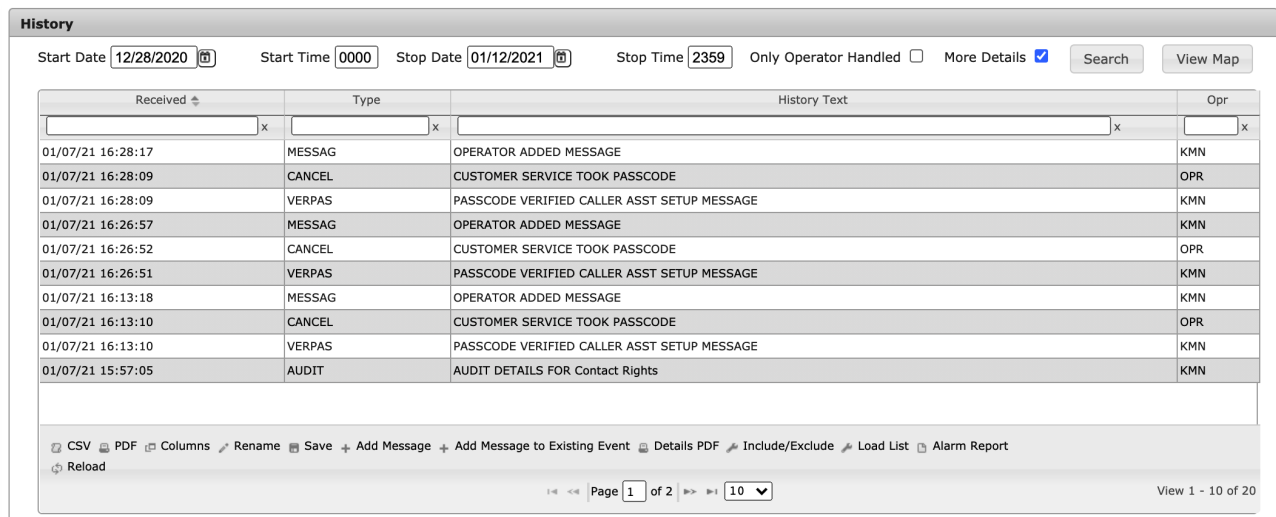 History
Start Date 12/28/2020 Start Time 0000 Stop Date 01/12/2021 Stop Time 2359 Only Operator Handled More Details Search View Map
Received Type History Text Opr
x x x x
01/07/21 16:28:17 MESSAG OPERATOR ADDED MESSAGE KMN
01/07/21 16:28:09 CANCEL CUSTOMER SERVICE TOOK PASSCODE OPR
01/07/21 16:28:09 VERPAS PASSCODE VERIFIED CALLER ASST SETUP MESSAGE KMN
01/07/21 16:26:57 MESSAG OPERATOR ADDED MESSAGE KMN
01/07/21 16:26:52 CANCEL CUSTOMER SERVICE TOOK PASSCODE OPR
01/07/21 16:26:51 VERPAS PASSCODE VERIFIED CALLER ASST SETUP MESSAGE KMN
01/07/21 16:13:18 MESSAG OPERATOR ADDED MESSAGE KMN
01/07/21 16:13:10 CANCEL CUSTOMER SERVICE TOOK PASSCODE OPR
01/07/21 16:13:10 VERPAS PASSCODE VERIFIED CALLER ASST SETUP MESSAGE KMN
01/07/21 15:57:05 AUDIT AUDIT DETAILS FOR Contact Rights KMN
CSV PDF Columns Rename Save Add Message Add Message to Existing Event Details PDF Include/Exclude Load List Alarm Report
Reload
Page 1 of 2 10 View 1 - 10 of 20